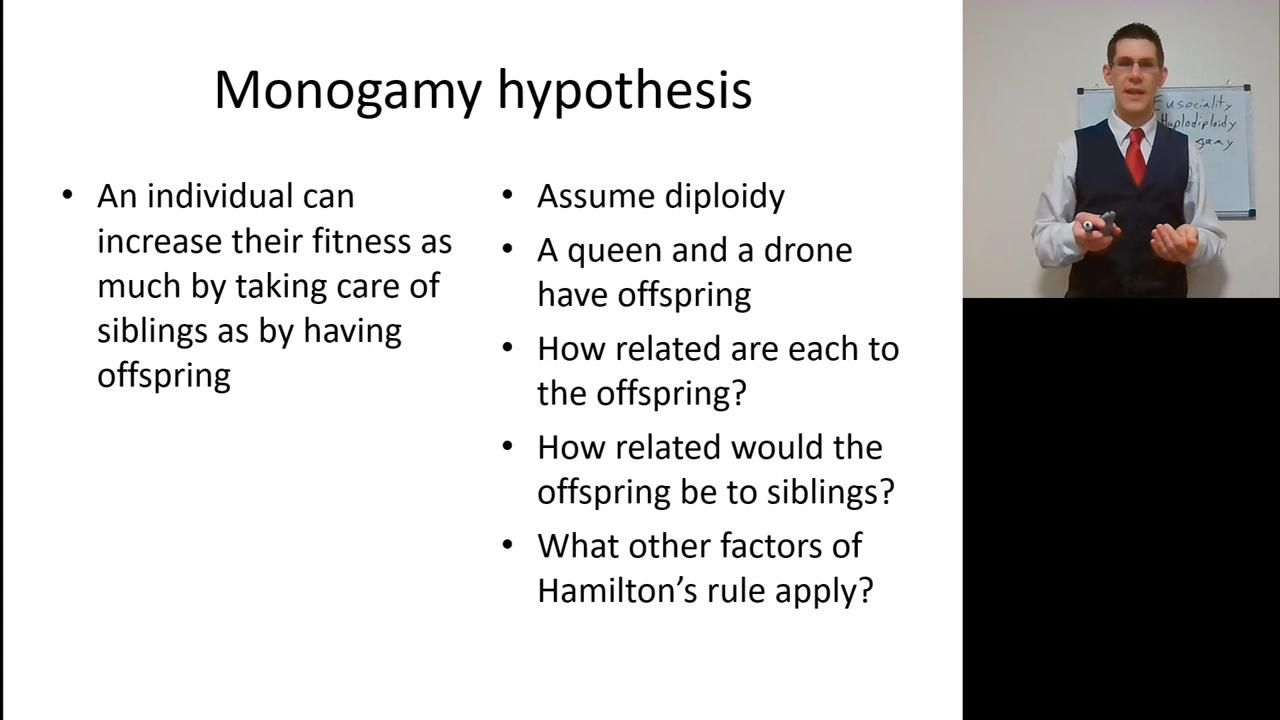 Monogamy hypothesis
• An individual can
increase their fitness as
much by taking care of
siblings as by having
offspring
• Assume diploidy
• A queen and a drone
have offspring
• How related are each to
the offspring?
• How related would the
offspring be to siblings?
• What other factors of
Hamilton’s rule apply?
Eusociality
Haplodiploidy
gamy